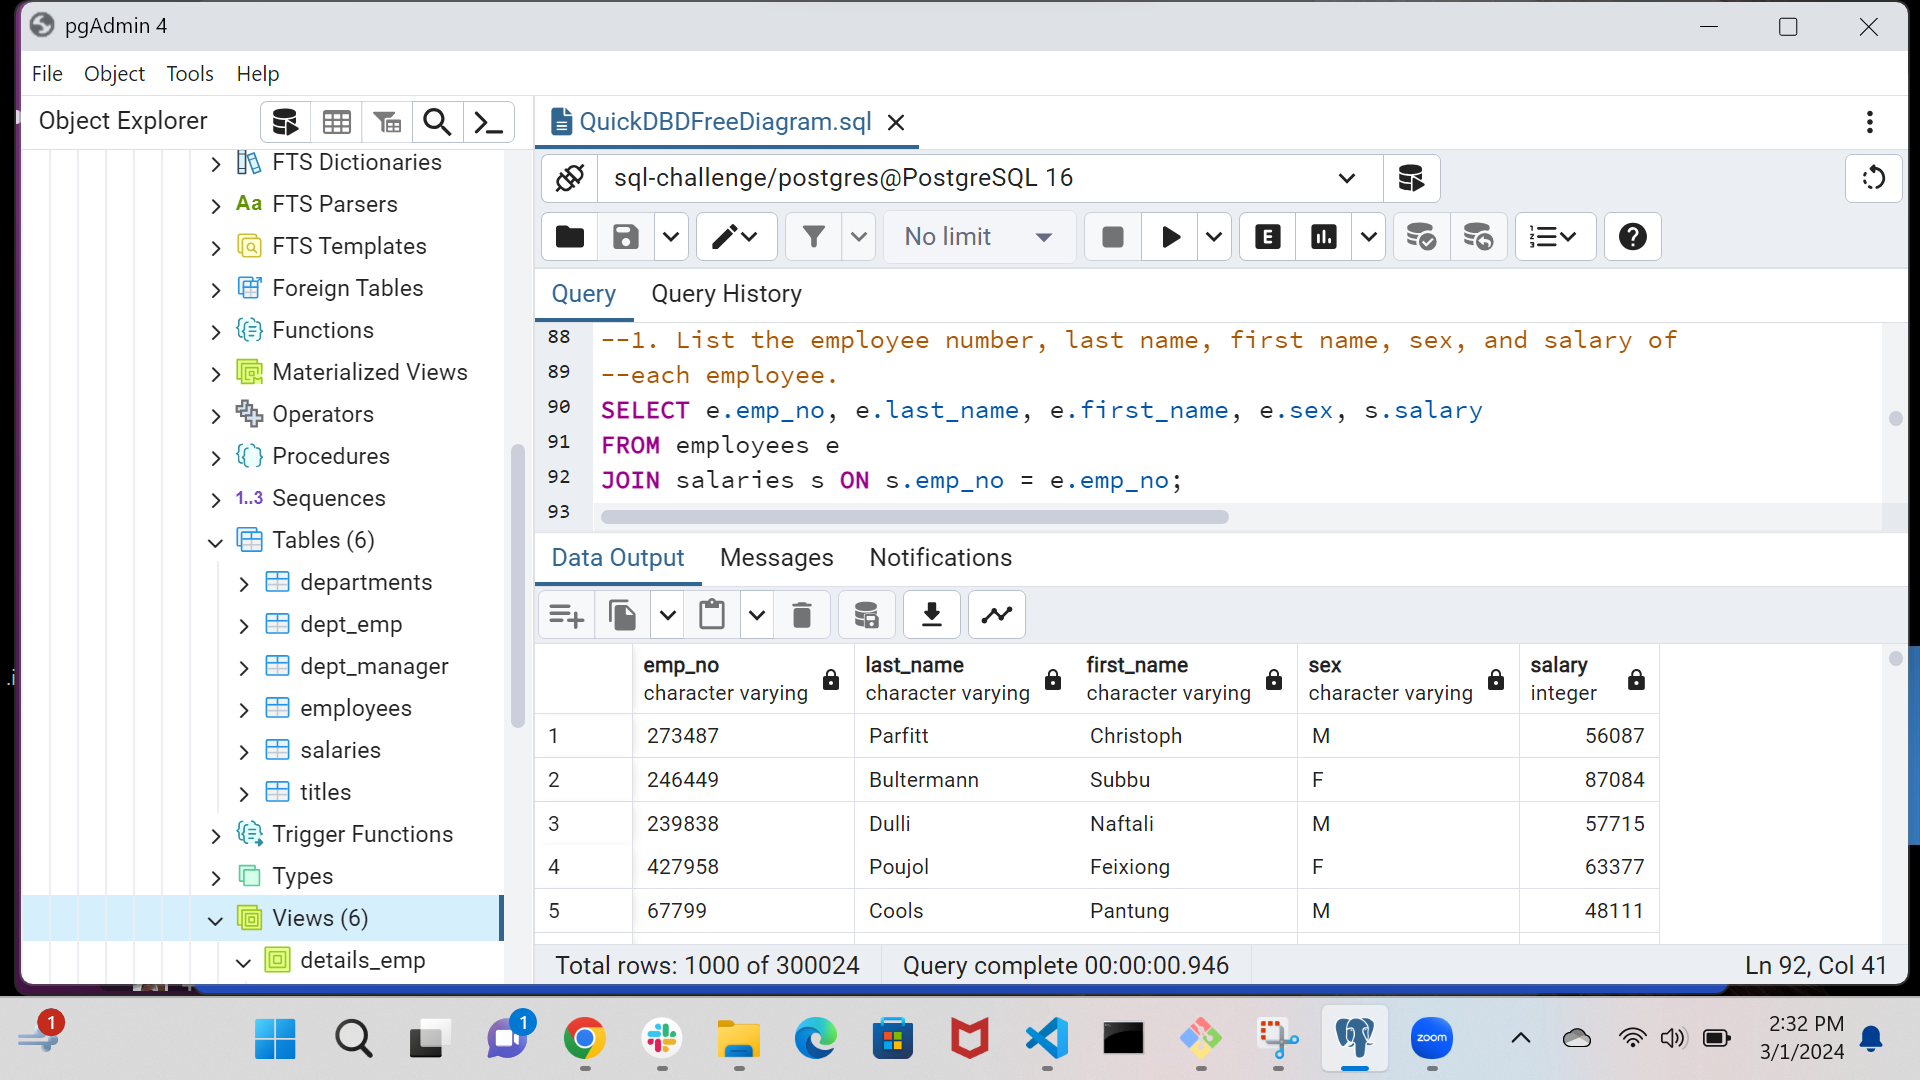 pgAdmin 4
File Object Tools Help
Object Explorer
QuickDBDFreeDiagram.sql
FTS Dictionaries
Aa FTS Parsers
FTS Templates
Foreign Tables
Functions
Materialized Views
Operators
Procedures
1..3 Sequences
Tables (6)
departments
dept_emp
dept_manager
employees
salaries
titles
Trigger Functions
Types
Views (6)
details_emp
sql-challenge/postgres@PostgreSQL 16
No limit
E
Query Query History
88 --1. List the employee number, last name, first name, sex, and salary of
89 --each employee.
90 SELECT e.emp_no, e.last_name, e.first_name, e.sex, s.salary
91 FROM employees e
92 JOIN salaries s ON s.emp_no = e.emp_no;
93
Data Output Messages Notifications
emp_no last_name first_name sex salary
character varying character varying character varying character varying integer
1 273487 Parfitt Christoph M 56087
2 246449 Bultermann Subbu F 87084
3 239838 Dulli Naftali M 57715
4 427958 Poujol Feixiong F 63377
5 67799 Cools Pantung M 48111
Total rows: 1000 of 300024 Query complete 00:00:00.946 Ln 92, Col 41
.i
1
1
zoom
2:32 PM
3/1/2024